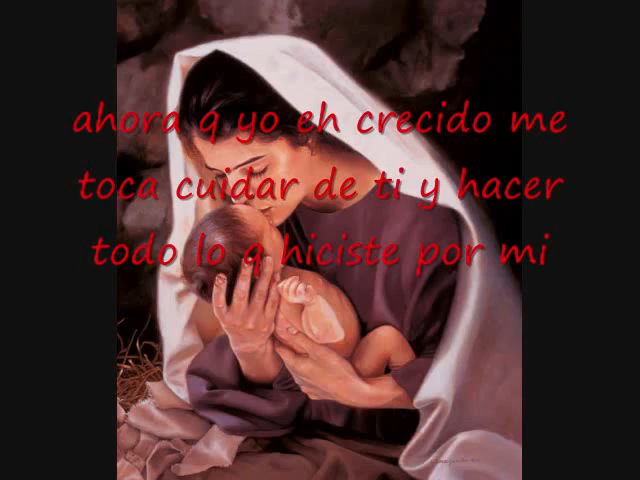 ahora q yo eh crecido me
toca cuidar de ti y hacer
todo lo q hiciste por mi